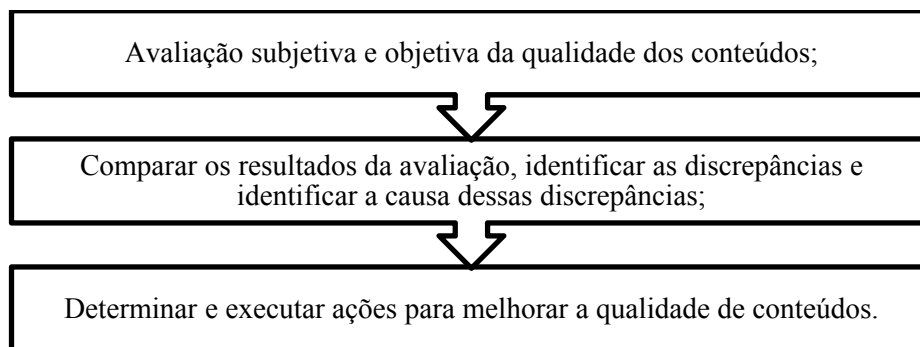 Avaliação subjetiva e objetiva da qualidade dos conteúdos;
Comparar os resultados da avaliação, identificar as discrepâncias e
identificar a causa dessas discrepâncias;
Determinar e executar ações para melhorar a qualidade de conteúdos.